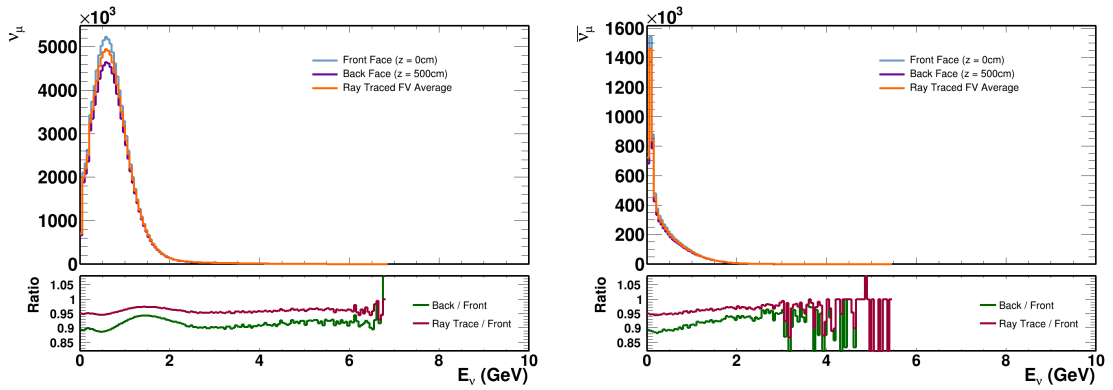 ×10³
ν_μ
5000
4000
3000
2000
1000
0
Front Face (z = 0cm)
Back Face (z = 500cm)
Ray Traced FV Average
Ratio
1.05
1
0.95
0.9
0.85
Back / Front
Ray Trace / Front
0 2 4 6 8 10
E_ν (GeV)
×10³
ν̅_μ
1600
1400
1200
1000
800
600
400
200
0
Front Face (z = 0cm)
Back Face (z = 500cm)
Ray Traced FV Average
Ratio
1.05
1
0.95
0.9
0.85
Back / Front
Ray Trace / Front
0 2 4 6 8 10
E_ν (GeV)